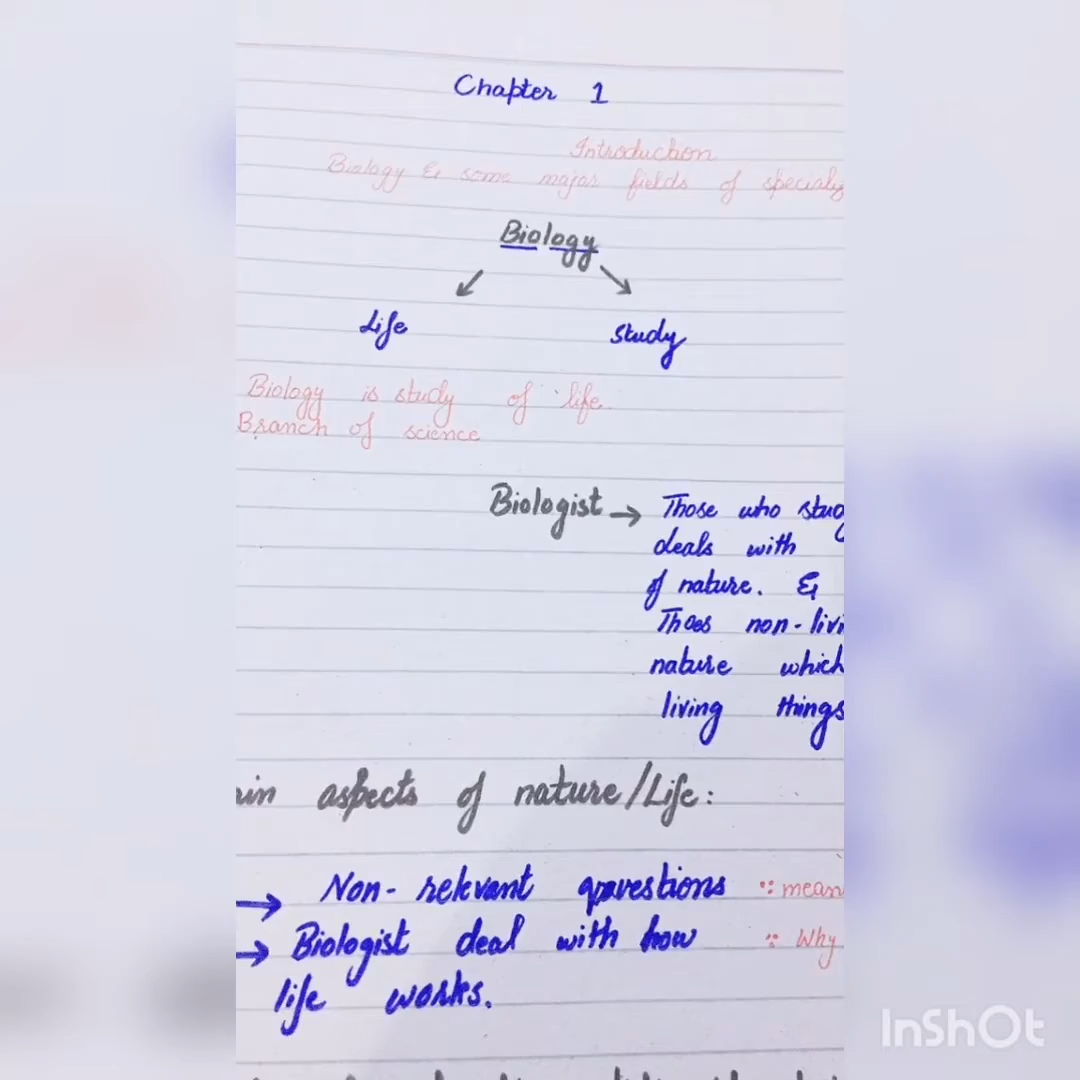 Chapter 1
Introduction
Biology & some major fields of specialy
Biology
Life
Study
Biology is study of life.
Branch of science
Biologist → Those who stud
deals with
of nature. &
Thoes non-livi
nature which
living things
ain aspects of nature/Life:
→ Non-relevant questions ∵ mean
→ Biologist deal with how ∵ Why
life works.
InShOt